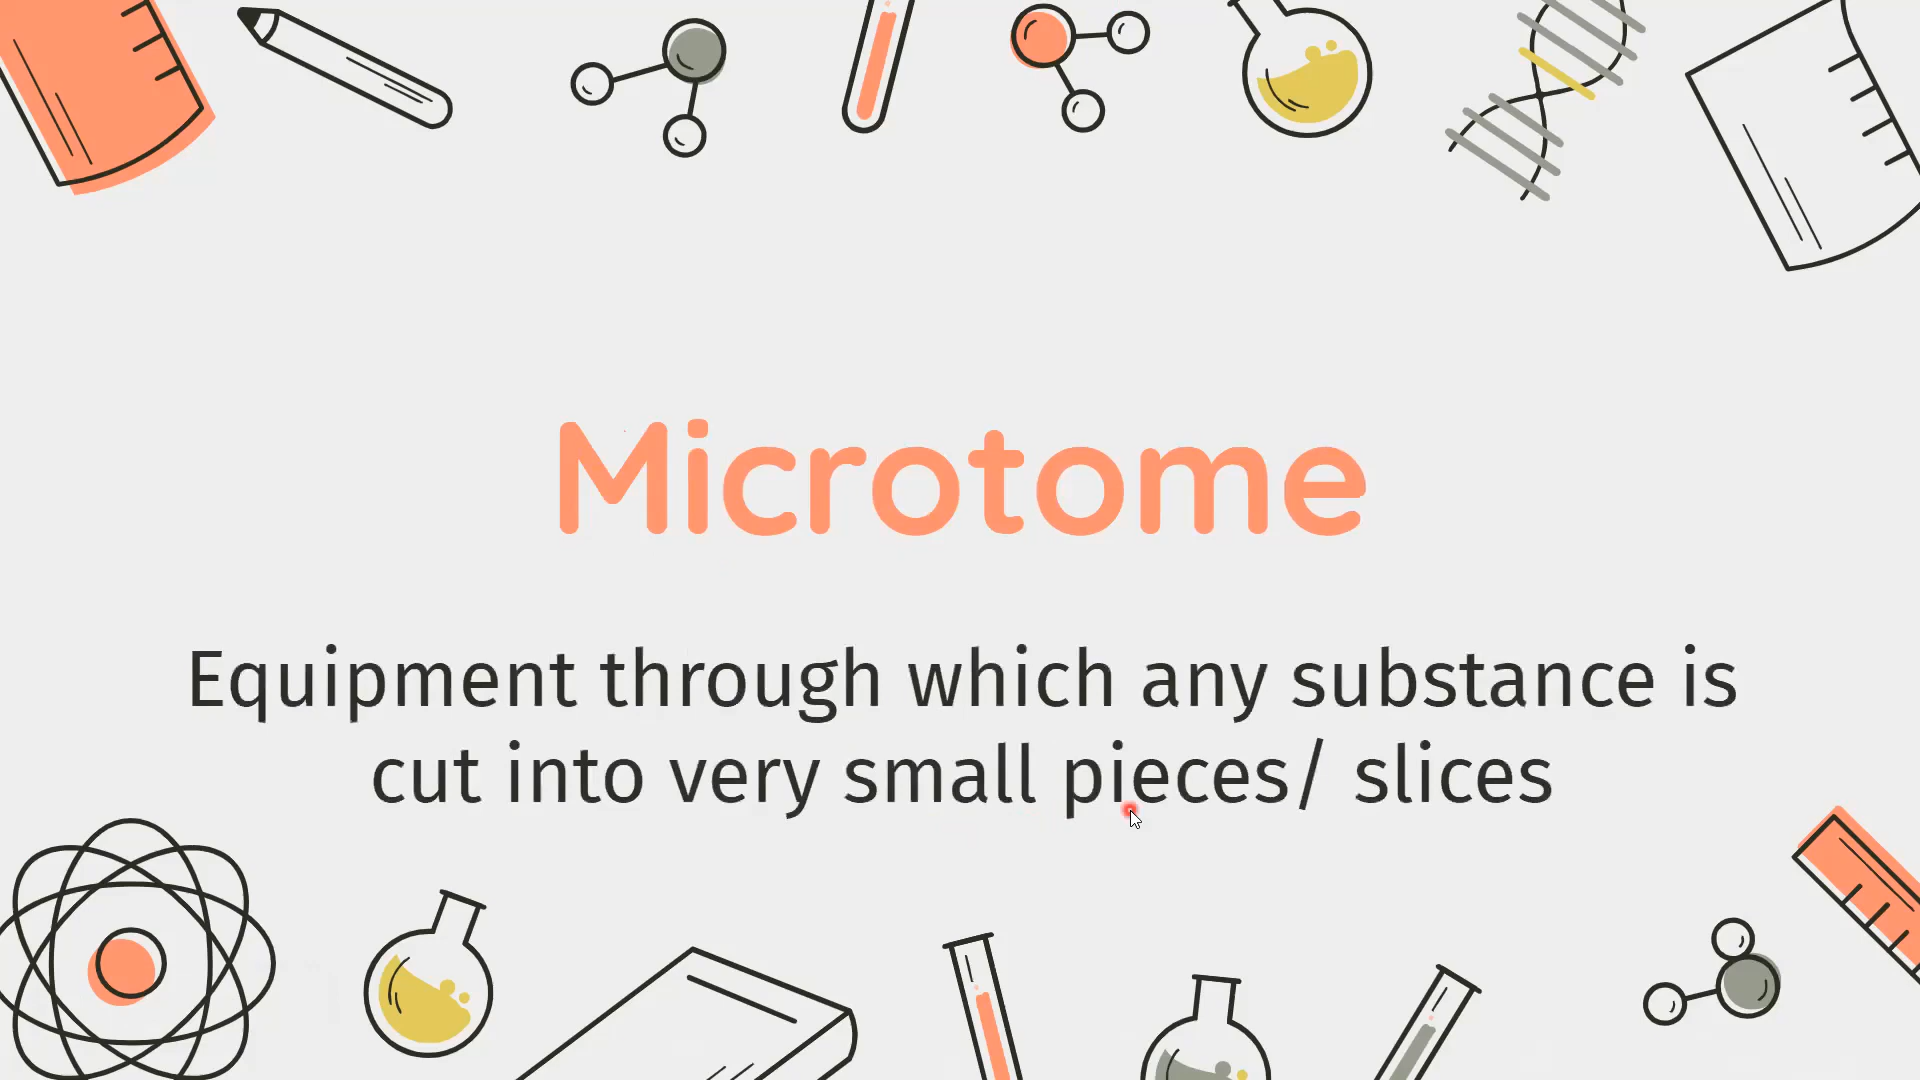 Microtome
Equipment through which any substance is
cut into very small pieces/ slices